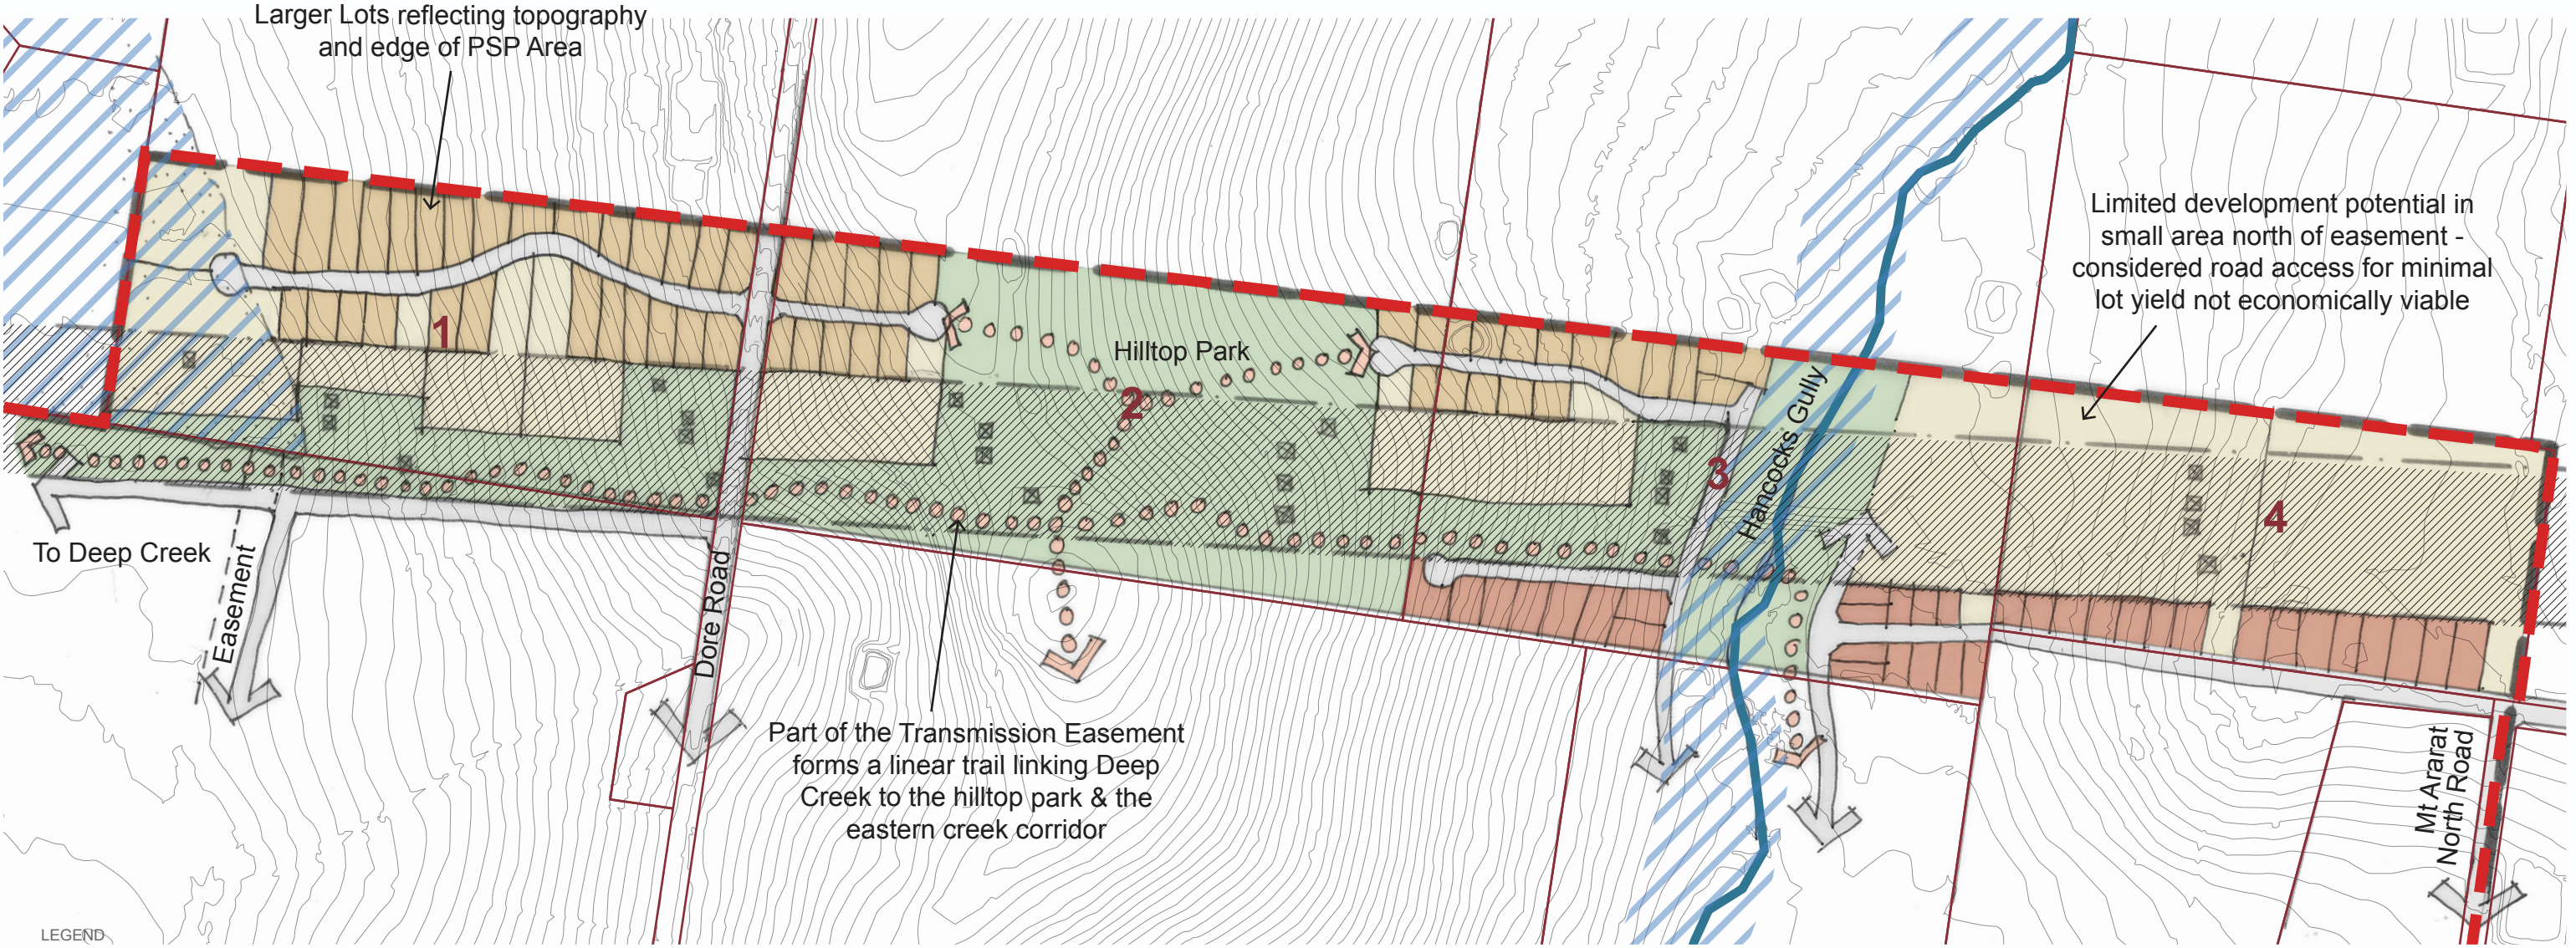 Larger Lots reflecting topography
and edge of PSP Area
Limited development potential in
small area north of easement -
considered road access for minimal
lot yield not economically viable
1
Hilltop Park
2
3
Hancocks Gully
4
To Deep Creek
Easement
Dore Road
Part of the Transmission Easement
forms a linear trail linking Deep
Creek to the hilltop park & the
eastern creek corridor
Mt Ararat
North Road
LEGEND